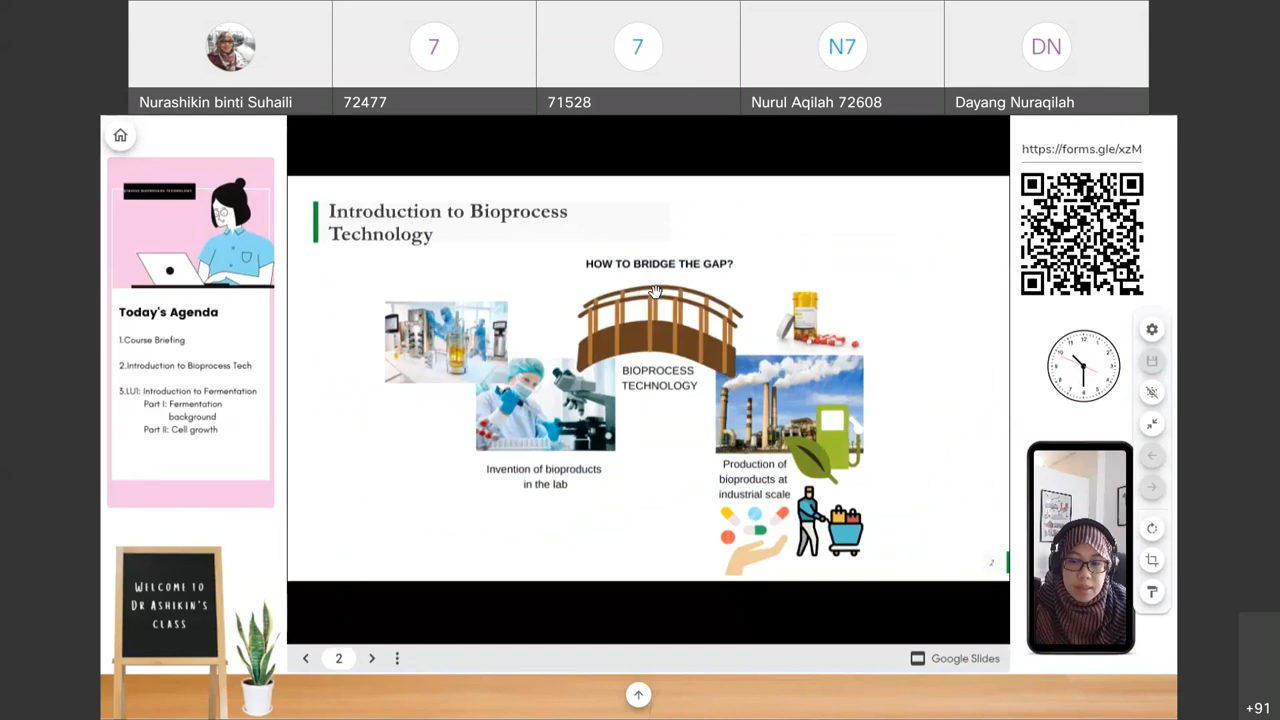 7
7
N7
DN
Nurashikin binti Suhaili
72477
71528
Nurul Aqilah 72608
Dayang Nuraqilah
Today's Agenda
1.Course Briefing
2.Introduction to Bioprocess Tech
3.LU1: Introduction to Fermentation
Part I: Fermentation
background
Part II: Cell growth
WELCOME TO
DR ASHIKIN'S
CLASS
Introduction to Bioprocess
Technology
HOW TO BRIDGE THE GAP?
BIOPROCESS
TECHNOLOGY
Invention of bioproducts
in the lab
Production of
bioproducts at
industrial scale
2
Google Slides
https://forms.gle/xzM
+91